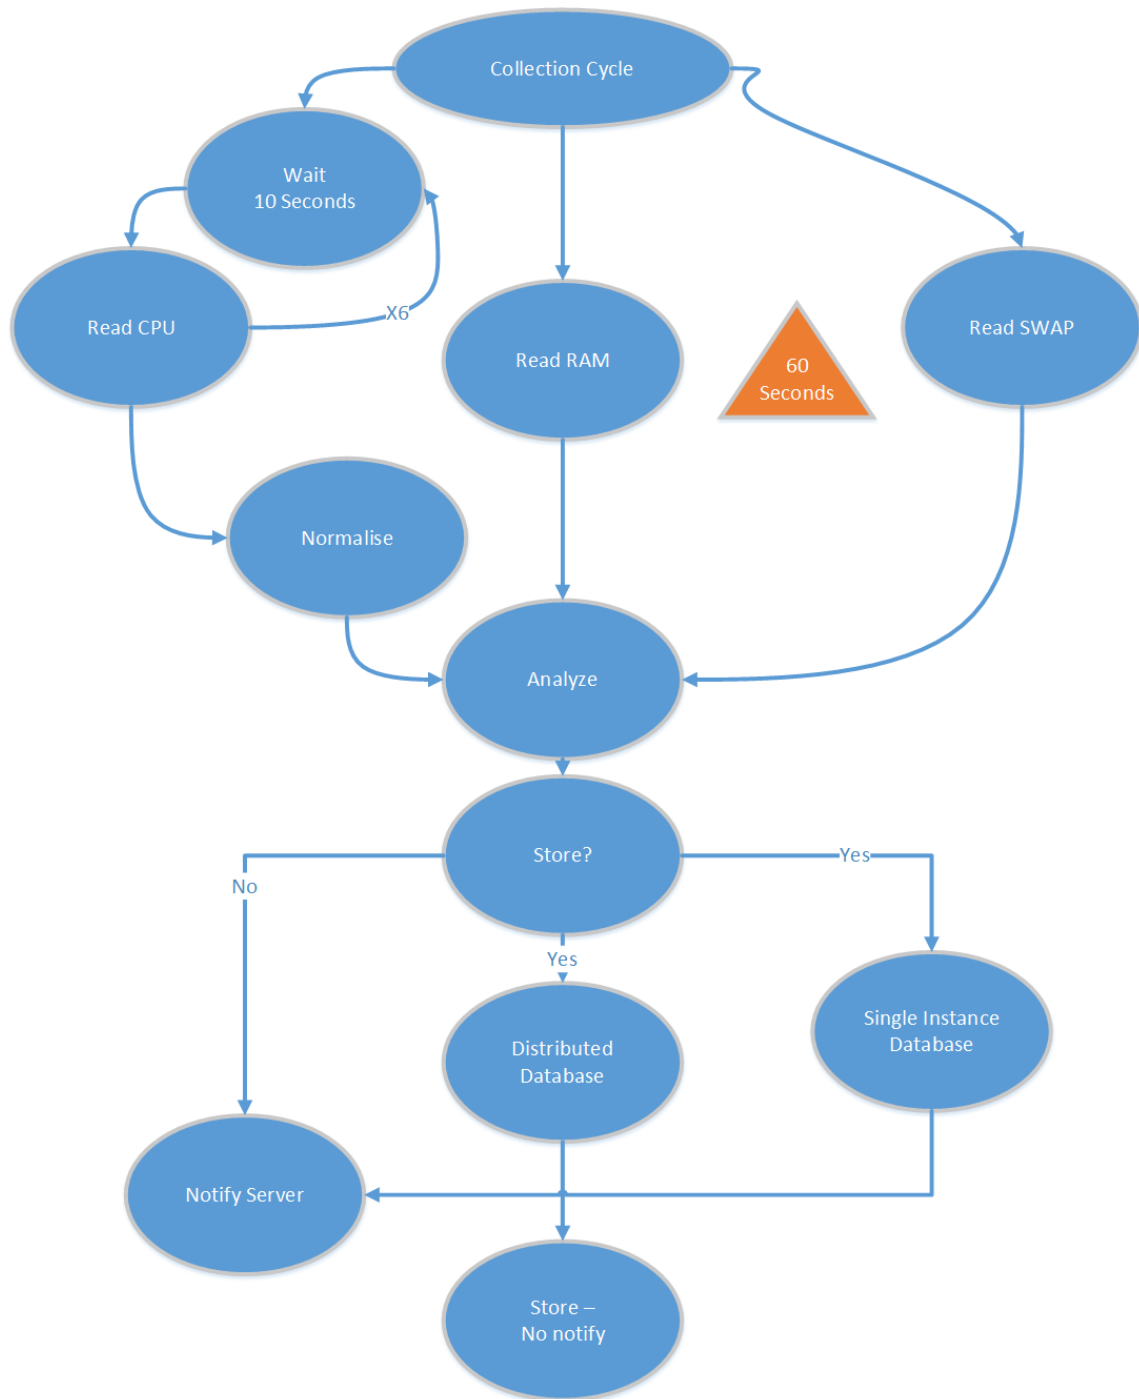 Collection Cycle
Wait
10 Seconds
Read CPU
X6
Read RAM
60
Seconds
Read SWAP
Normalise
Analyze
Store?
No
Yes
Yes
Distributed
Database
Single Instance
Database
Notify Server
Store –
No notify